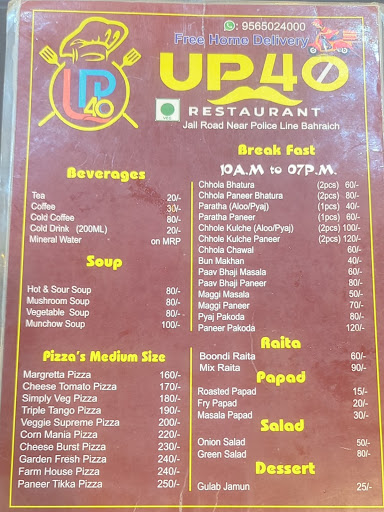 : 9565024000
Free Home Delivery
UP 40
UP40
RESTAURANT
Jail Road Near Police Line Bahraich
Beverages
Tea 20/-
Coffee 30/-
Cold Coffee 80/-
Cold Drink (200ML) 20/-
Mineral Water on MRP
Soup
Hot & Sour Soup 80/-
Mushroom Soup 80/-
Vegetable Soup 80/-
Munchow Soup 100/-
Pizza's Medium Size
Margretta Pizza 160/-
Cheese Tomato Pizza 170/-
Simply Veg Pizza 180/-
Triple Tango Pizza 190/-
Veggie Supreme Pizza 200/-
Corn Mania Pizza 220/-
Cheese Burst Pizza 230/-
Garden Fresh Pizza 240/-
Farm House Pizza 240/-
Paneer Tikka Pizza 250/-
Break Fast
10A.M to 07P.M.
Chhola Bhatura (2pcs) 60/-
Chhola Paneer Bhatura (2pcs) 80/-
Paratha (Aloo/Pyaj) (1pcs) 40/-
Paratha Paneer (1pcs) 60/-
Chhole Kulche (Aloo/Pyaj) (2pcs) 100/-
Chhole Kulche Paneer (2pcs) 120/-
Chhola Chawal 60/-
Bun Makhan 40/-
Paav Bhaji Masala 60/-
Paav Bhaji Paneer 80/-
Maggi Masala 50/-
Maggi Paneer 70/-
Pyaj Pakoda 80/-
Paneer Pakoda 120/-
Raita
Boondi Raita 60/-
Mix Raita 90/-
Papad
Roasted Papad 15/-
Fry Papad 20/-
Masala Papad 30/-
Salad
Onion Salad 50/-
Green Salad 80/-
Dessert
Gulab Jamun 25/-